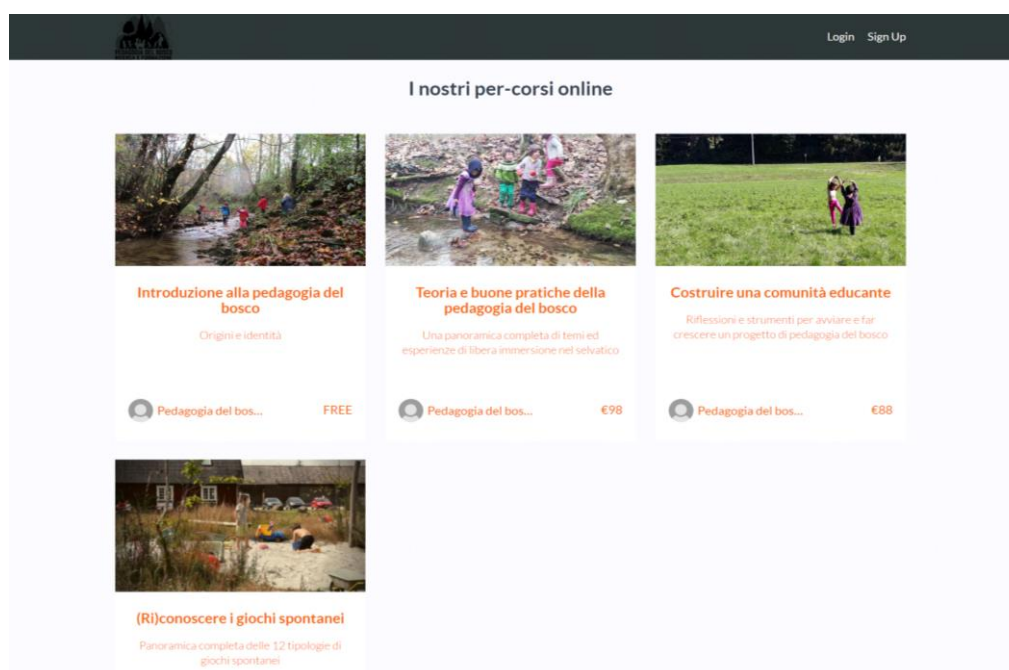 PEDAGOGIA DEL BOSCO
Login Sign Up
I nostri per-corsi online
Introduzione alla pedagogia del
bosco
Origini e identità
Pedagogia del bos... FREE
Teoria e buone pratiche della
pedagogia del bosco
Una panoramica completa di temi ed
esperienze di libera immersione nel selvatico
Pedagogia del bos... €98
Costruire una comunità educante
Riflessioni e strumenti per avviare e far
crescere un progetto di pedagogia del bosco
Pedagogia del bos... €88
(Ri)conoscere i giochi spontanei
Panoramica completa delle 12 tipologie di
giochi spontanei